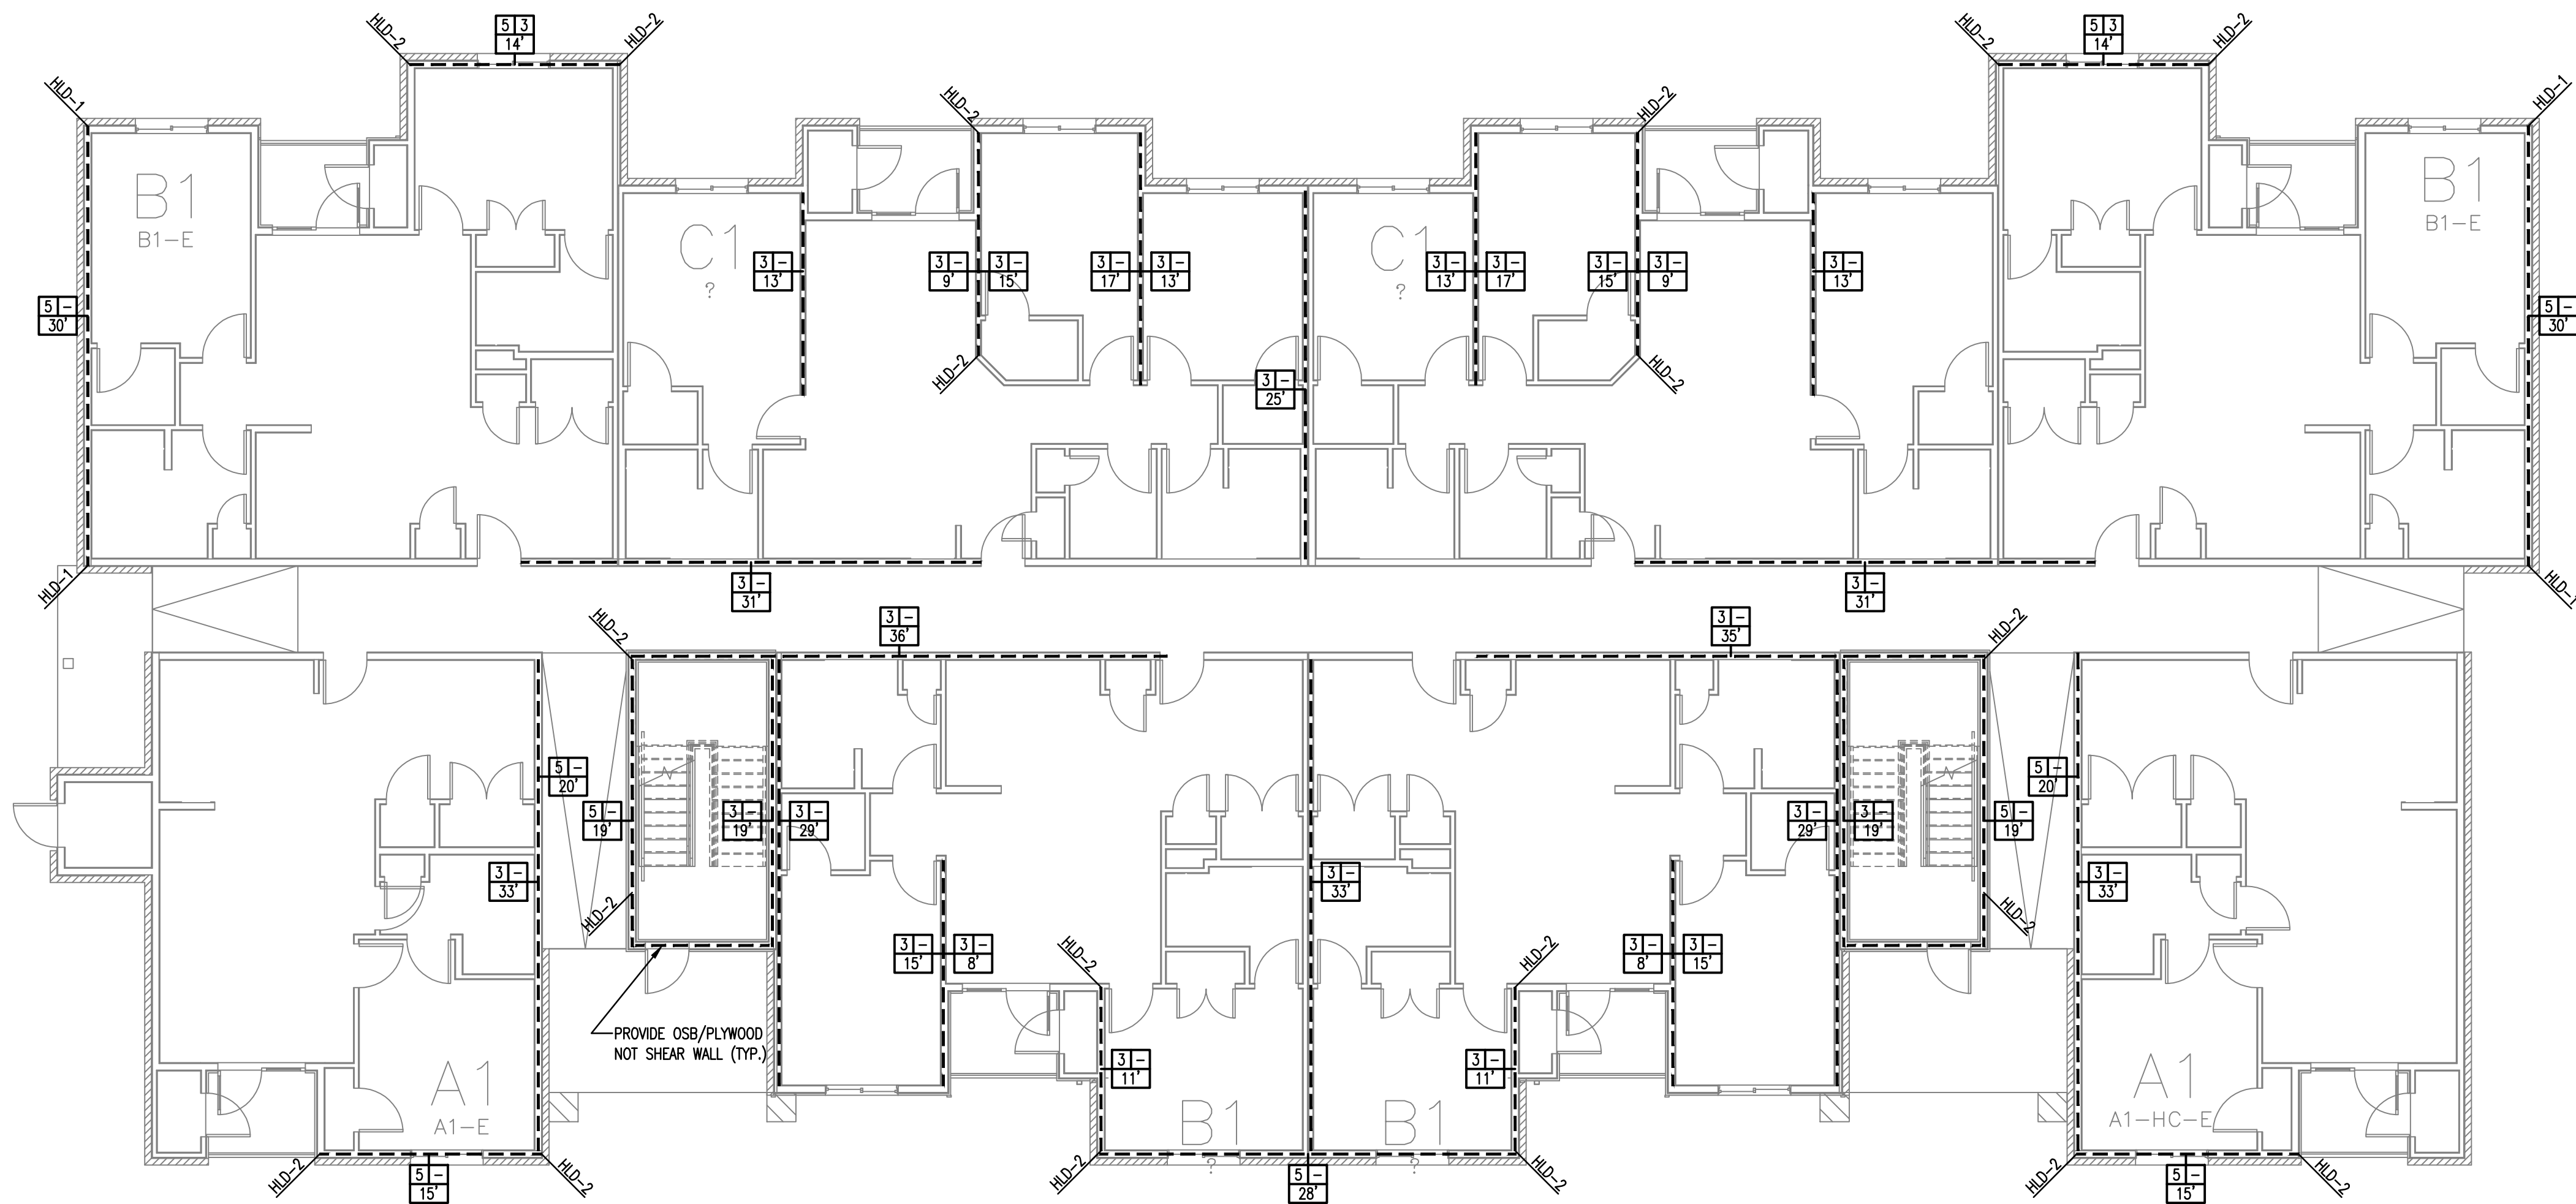 HLD-2
5 3
14'
HLD-2
HLD-2
5 3
14'
HLD-2
HLD-1
HLD-2
HLD-2
HLD-1
B1
B1-E
C1
?
C1
?
B1
B1-E
3 -
13'
3 -
9'
3 -
15'
3 -
17'
3 -
13'
3 -
13'
3 -
17'
3 -
15'
3 -
9'
3 -
13'
5 -
30'
5 -
30'
HLD-2
3 -
25'
HLD-2
HLD-1
3 -
31'
3 -
31'
HLD-1
HLD-2
3 -
36'
3 -
35'
HLD-2
5 -
20'
5 -
19'
3 -
19'
3 -
29'
3 -
29'
3 -
19'
5 -
19'
5 -
20'
3 -
33'
3 -
33'
3 -
33'
HLD-2
HLD-2
3 -
15'
3 -
8'
HLD-2
HLD-2
3 -
8'
3 -
15'
PROVIDE OSB/PLYWOOD
NOT SHEAR WALL (TYP.)
A1
A1-E
3 -
11'
3 -
11'
A1
A1-HC-E
B1
?
B1
?
HLD-2
5 -
15'
HLD-2
HLD-2
5 -
28'
HLD-2
HLD-2
5 -
15'
HLD-2